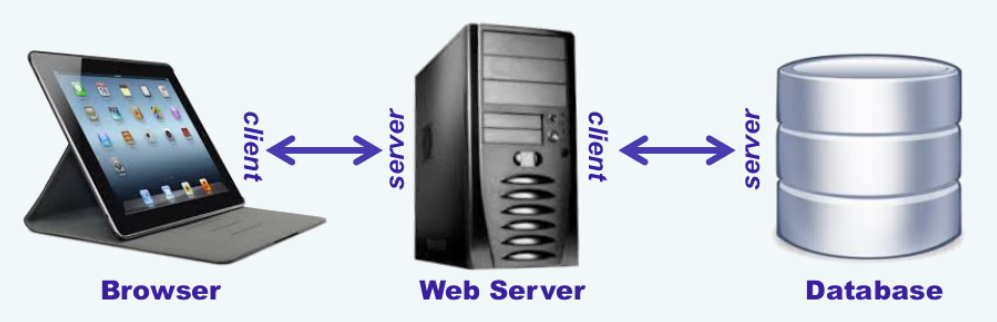 client
server
client
server
Browser
Web Server
Database